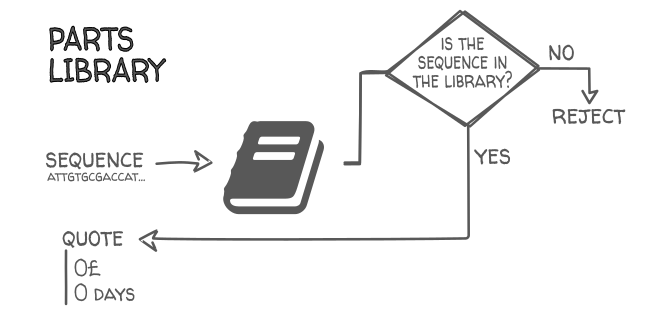 PARTS
LIBRARY
IS THE
SEQUENCE IN
THE LIBRARY?
NO
REJECT
SEQUENCE
ATTGTGCGACCAT...
YES
QUOTE
0£
0 DAYS